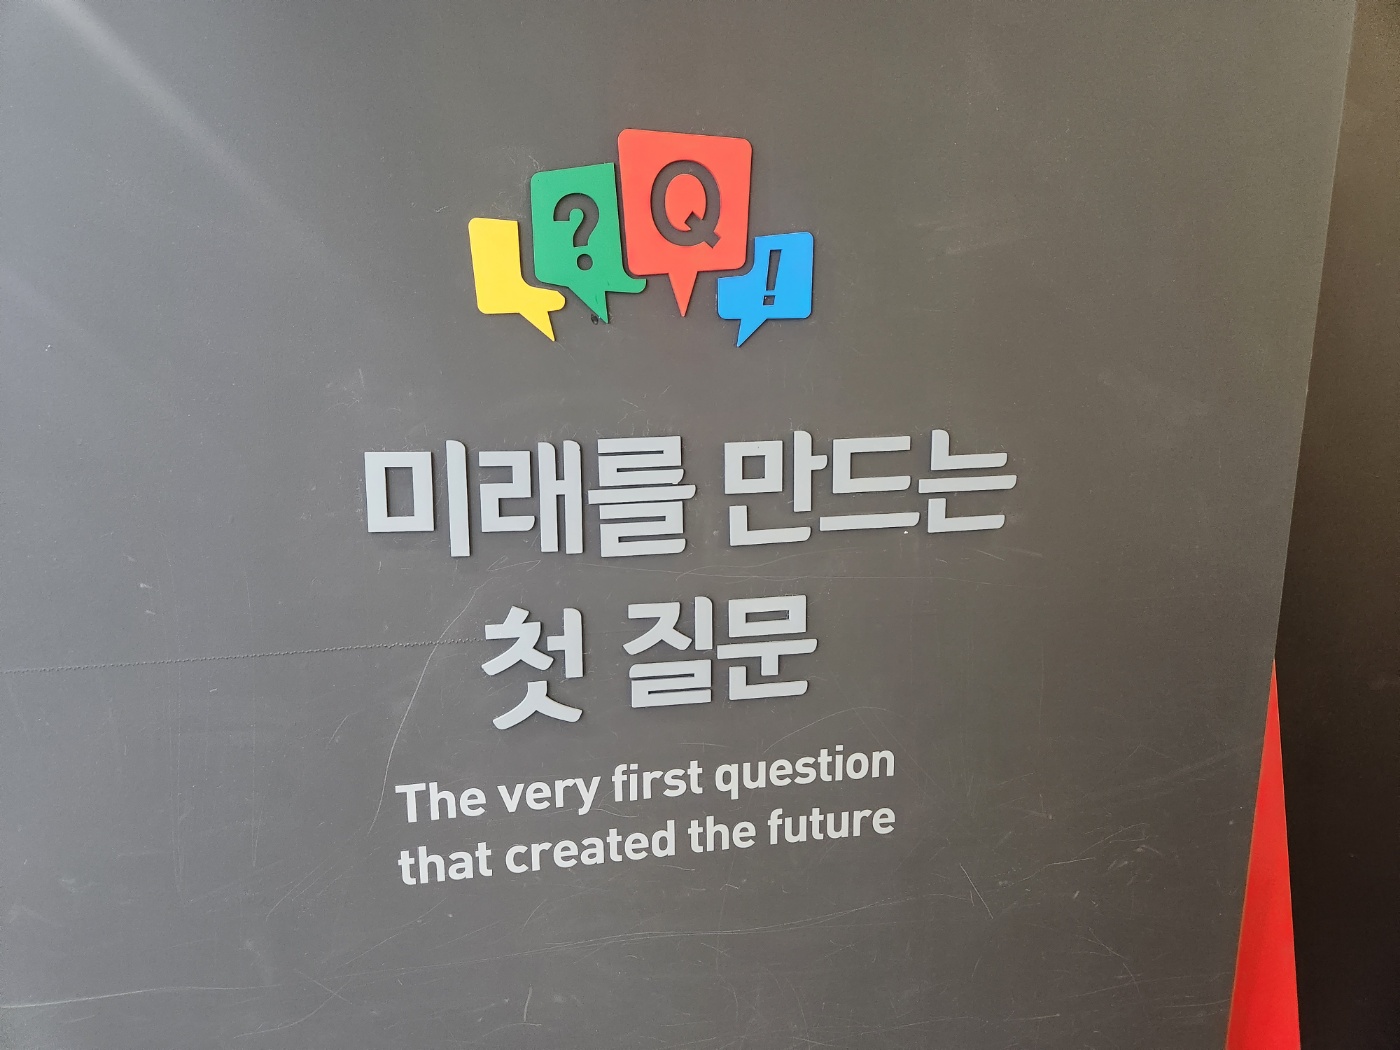 ? Q !
미래를 만드는
첫 질문
The very first question
that created the future